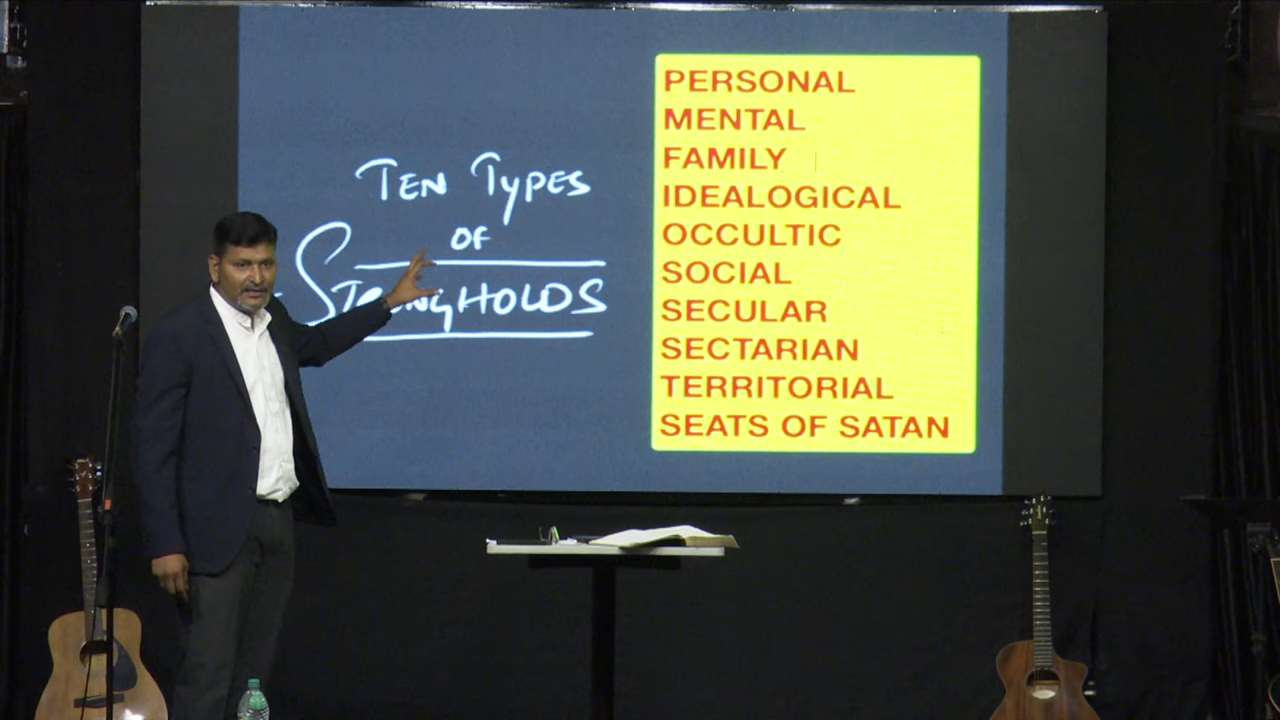 TEN TYPES
OF
STRONGHOLDS
PERSONAL
MENTAL
FAMILY
IDEALOGICAL
OCCULTIC
SOCIAL
SECULAR
SECTARIAN
TERRITORIAL
SEATS OF SATAN